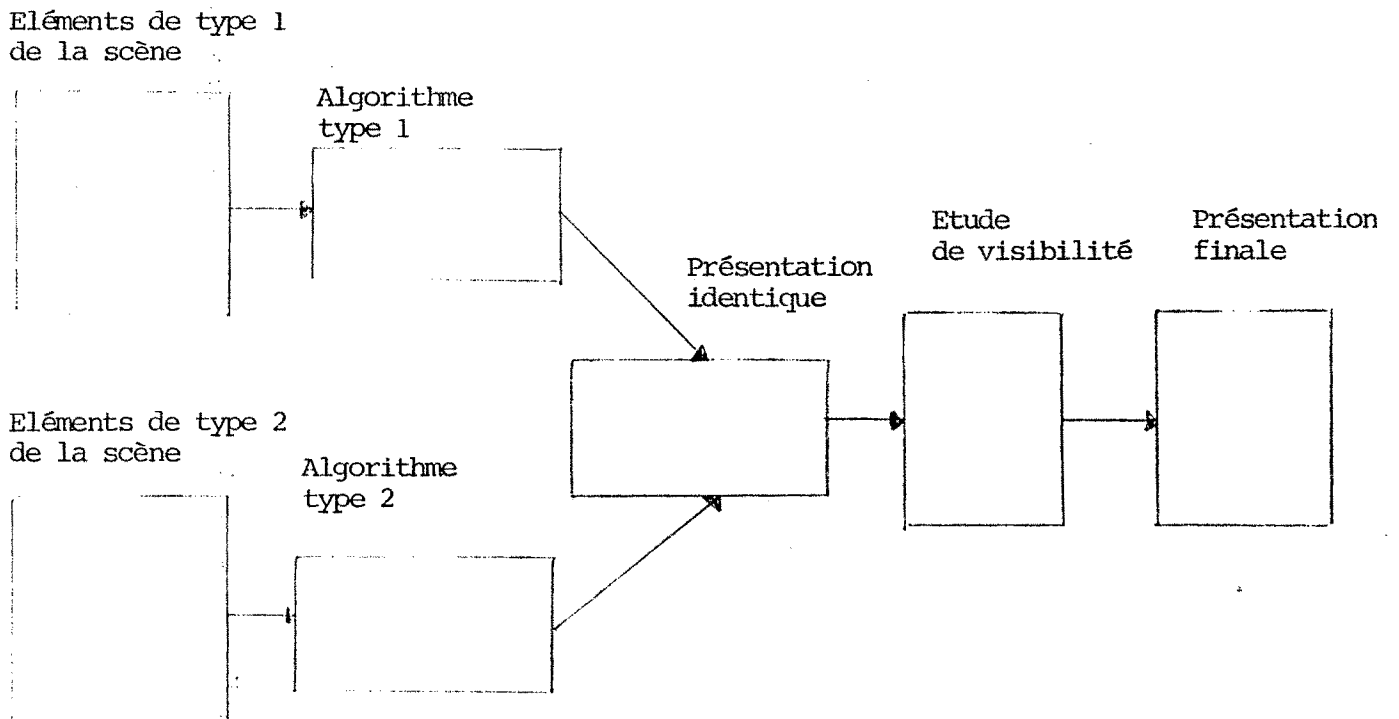 Eléments de type 1
de la scène
Algorithme
type 1
Présentation
identique
Etude
de visibilité
Présentation
finale
Eléments de type 2
de la scène
Algorithme
type 2